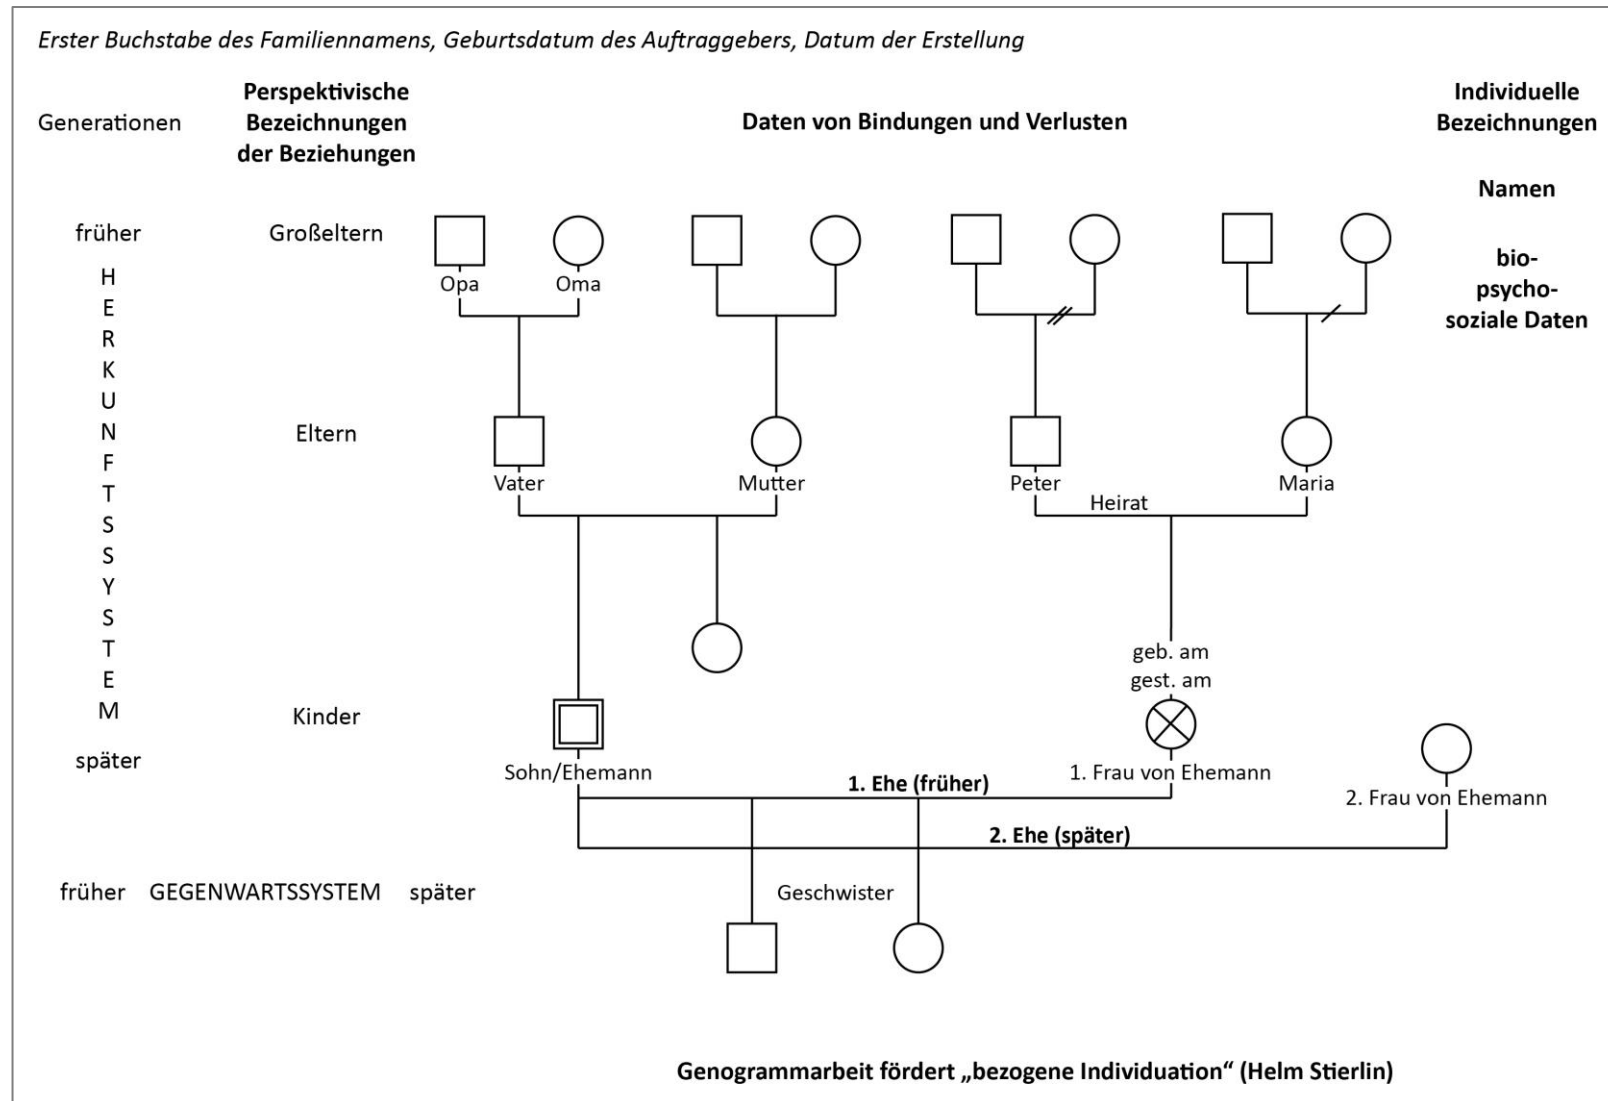 Erster Buchstabe des Familiennamens, Geburtsdatum des Auftraggebers, Datum der Erstellung
Generationen
Perspektivische
Bezeichnungen
der Beziehungen
Daten von Bindungen und Verlusten
Individuelle
Bezeichnungen
Namen
bio-
psycho-
soziale Daten
früher
H
E
R
K
U
N
F
T
S
S
Y
S
T
E
M
später
Großeltern
Opa
Oma
Eltern
Vater
Mutter
Peter
Maria
Heirat
geb. am
gest. am
Kinder
Sohn/Ehemann
1. Frau von Ehemann
2. Frau von Ehemann
1. Ehe (früher)
2. Ehe (später)
früher GEGENWARTSSYSTEM später
Geschwister
Genogrammarbeit fördert „bezogene Individuation“ (Helm Stierlin)